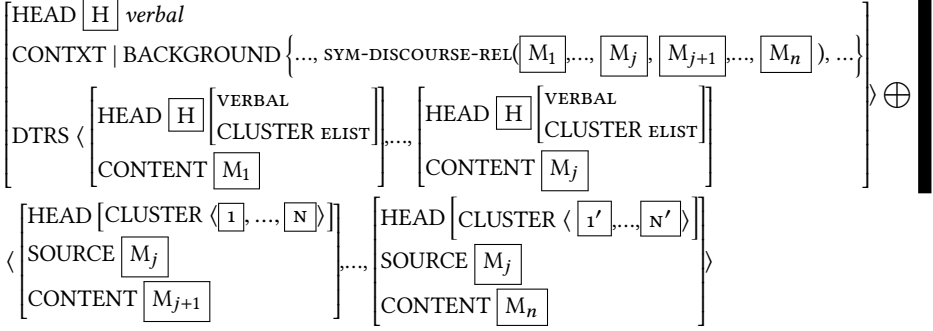 HEAD H verbal
CONTXT | BACKGROUND {..., SYM-DISCOURSE-REL( M₁ ,..., Mⱼ , Mⱼ₊₁ ,..., Mₙ ), ...}
DTRS ⟨ [HEAD H [VERBAL CLUSTER ELIST] CONTENT M₁ ],..., [HEAD H [VERBAL CLUSTER ELIST] CONTENT Mⱼ ] ⟩ ⊕
⟨ [HEAD [CLUSTER ⟨ 1 , ..., N ⟩] ],..., [HEAD [CLUSTER ⟨ 1′ ,..., N′ ⟩] ] ⟩
SOURCE Mⱼ SOURCE Mⱼ
CONTENT Mⱼ₊₁ CONTENT Mₙ